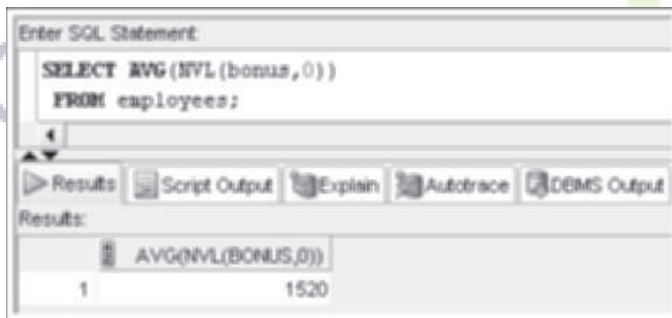 Enter SQL Statement:
SELECT AVG(NVL(bonus,0))
FROM employees;
Results Script Output Explain Autotrace DBMS Output
Results:
AVG(NVL(BONUS,0))
1 1520